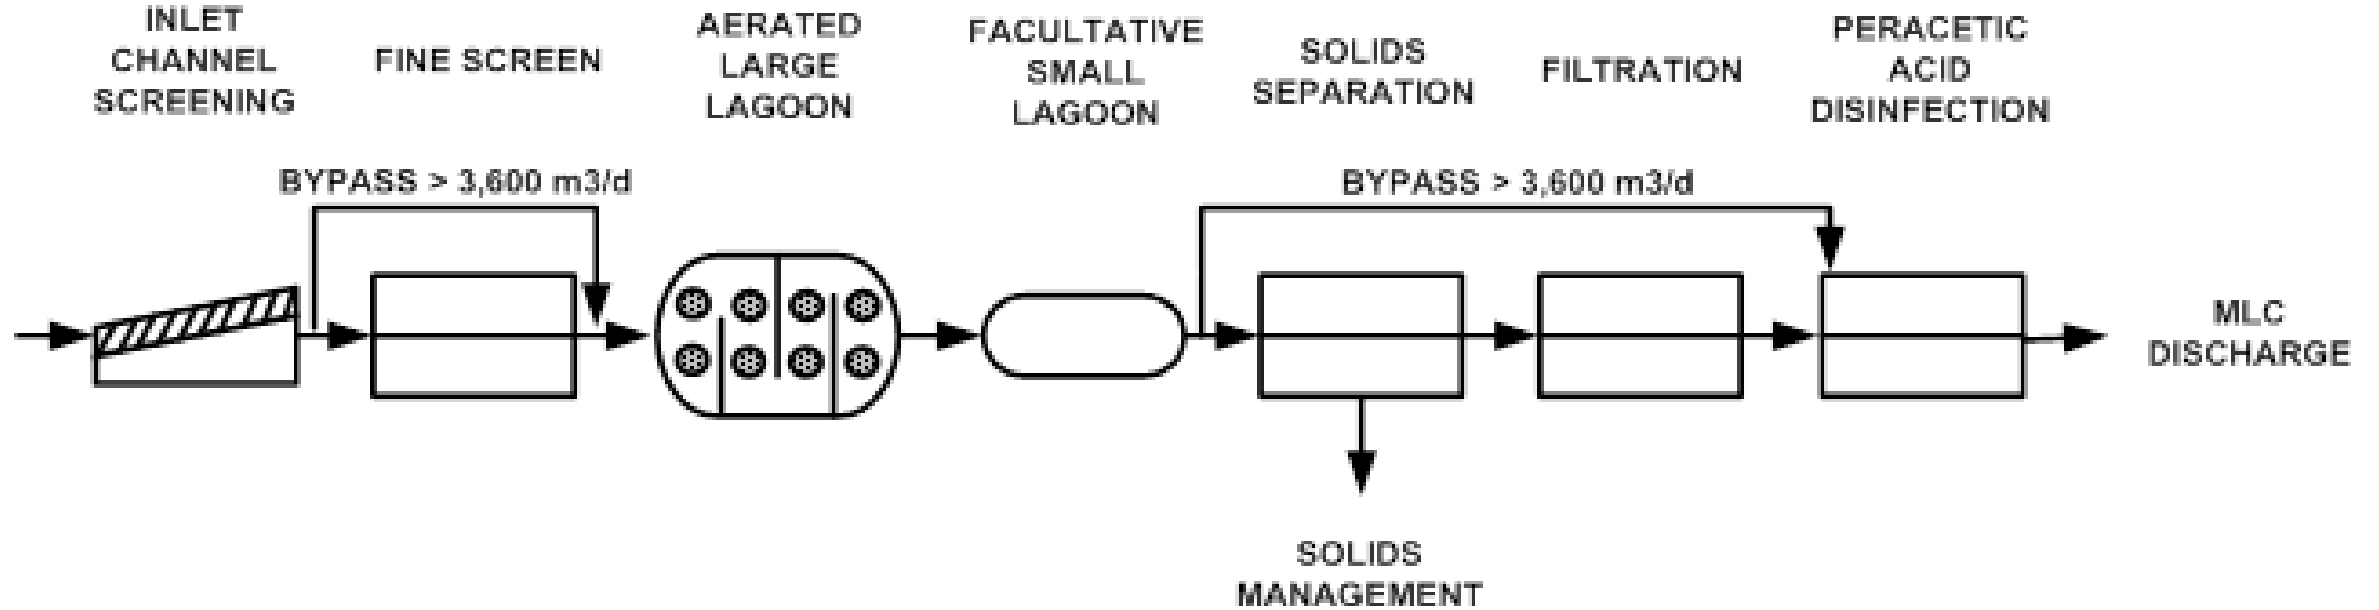 INLET
CHANNEL
SCREENING
FINE SCREEN
AERATED
LARGE
LAGOON
FACULTATIVE
SMALL
LAGOON
SOLIDS
SEPARATION
FILTRATION
PERACETIC
ACID
DISINFECTION
BYPASS > 3,600 m3/d
BYPASS > 3,600 m3/d
MLC
DISCHARGE
SOLIDS
MANAGEMENT